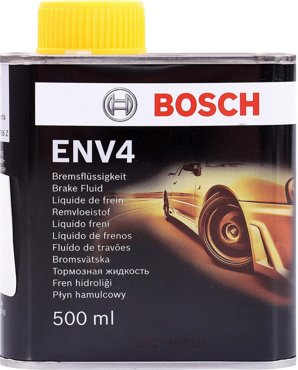 BOSCH
ENV4
Bremsflüssigkeit
Brake Fluid
Liquide de frein
Remvloeistof
Liquido freni
Líquido de frenos
Fluído de travões
Bromsvätska
Тормозная жидкость
Fren hidroliği
Płyn hamulcowy
500 ml